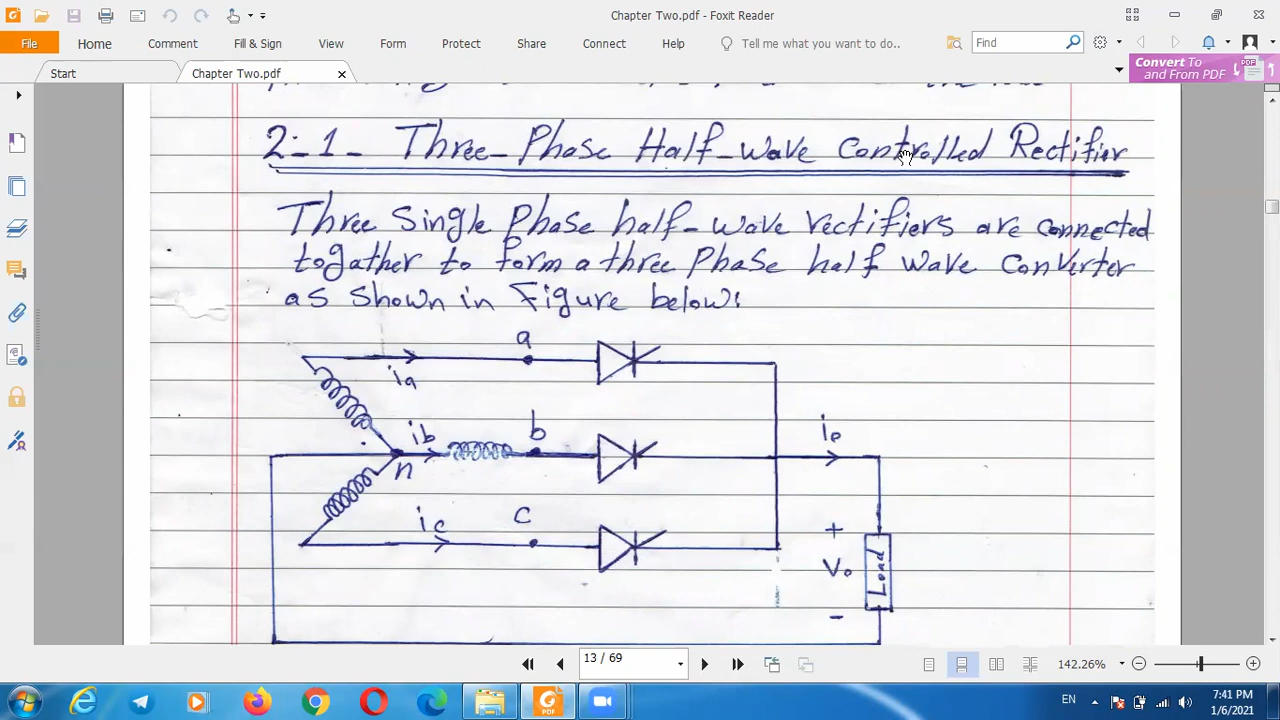 Chapter Two.pdf - Foxit Reader
File Home Comment Fill & Sign View Form Protect Share Connect Help Tell me what you want to do.. Find
Start Chapter Two.pdf
Convert To
and From PDF
PDF
2-1- Three-Phase Half-wave Controlled Rectifier
Three single phase half-wave rectifiers are connected
togather to form a three phase half wave converter
as shown in Figure below:
a
ia
ib b
n
io
ic c
+
Vo
Load
-
13 / 69
142.26%
PDF
EN
7:41 PM
1/6/2021